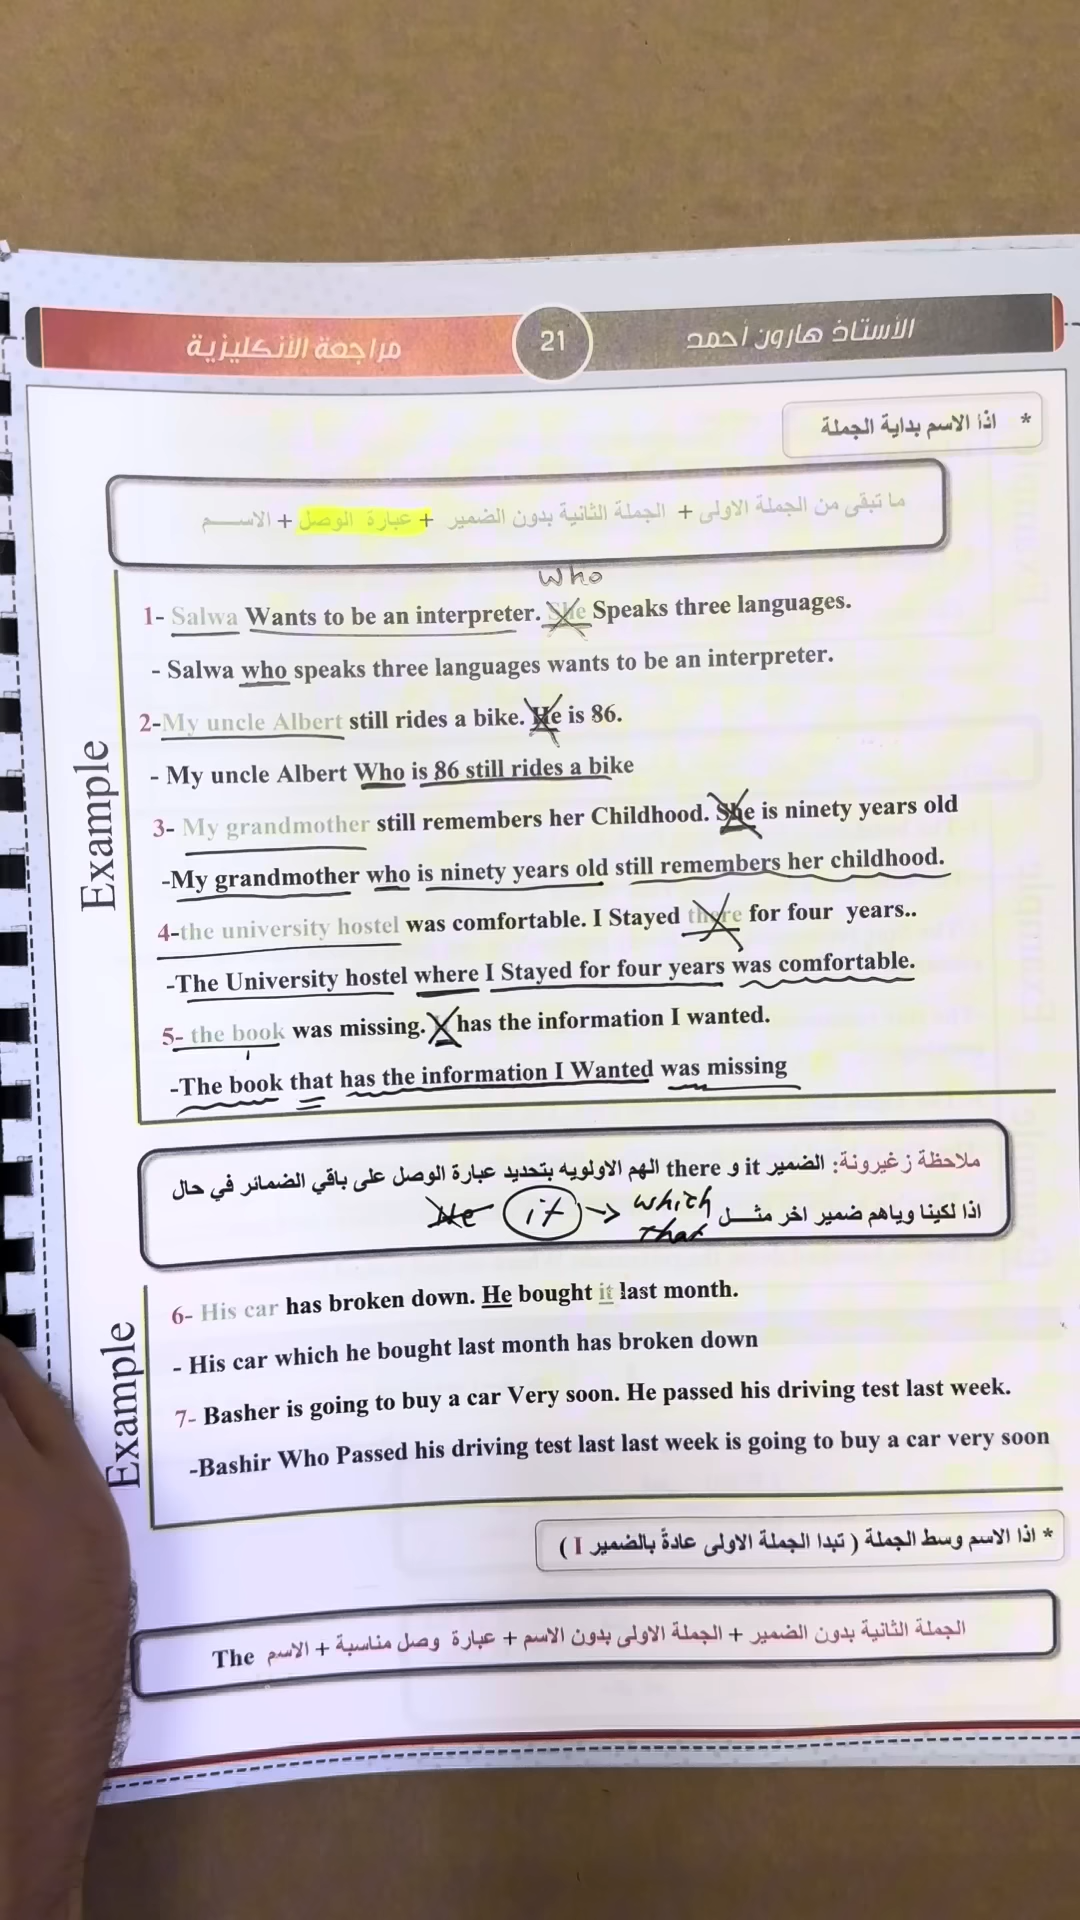 مراجعة الأنكليزية 21 الأستاذ هارون أحمد
* اذا الاسم بداية الجملة
الاســـم + عبارة الوصل + الجملة الثانية بدون الضمير + ما تبقى من الجملة الاولى
Who
1- Salwa Wants to be an interpreter. She Speaks three languages.
- Salwa who speaks three languages wants to be an interpreter.
2-My uncle Albert still rides a bike. He is 86.
- My uncle Albert Who is 86 still rides a bike
Example
3- My grandmother still remembers her Childhood. She is ninety years old
-My grandmother who is ninety years old still remembers her childhood.
4-the university hostel was comfortable. I Stayed there for four years..
-The University hostel where I Stayed for four years was comfortable.
5- the book was missing. has the information I wanted.
-The book that has the information I Wanted was missing
ملاحظة زغيرونة: الضمير it و there الهم الاولويه بتحديد عبارة الوصل على باقي الضمائر في حال
اذا لكينا وياهم ضمير اخر مثــل
He it → which
that
6- His car has broken down. He bought it last month.
- His car which he bought last month has broken down
Example
7- Basher is going to buy a car Very soon. He passed his driving test last week.
-Bashir Who Passed his driving test last last week is going to buy a car very soon
* اذا الاسم وسط الجملة ( تبدا الجملة الاولى عادةً بالضمير I )
The الاسم + عبارة وصل مناسبة + الجملة الاولى بدون الاسم + الجملة الثانية بدون الضمير